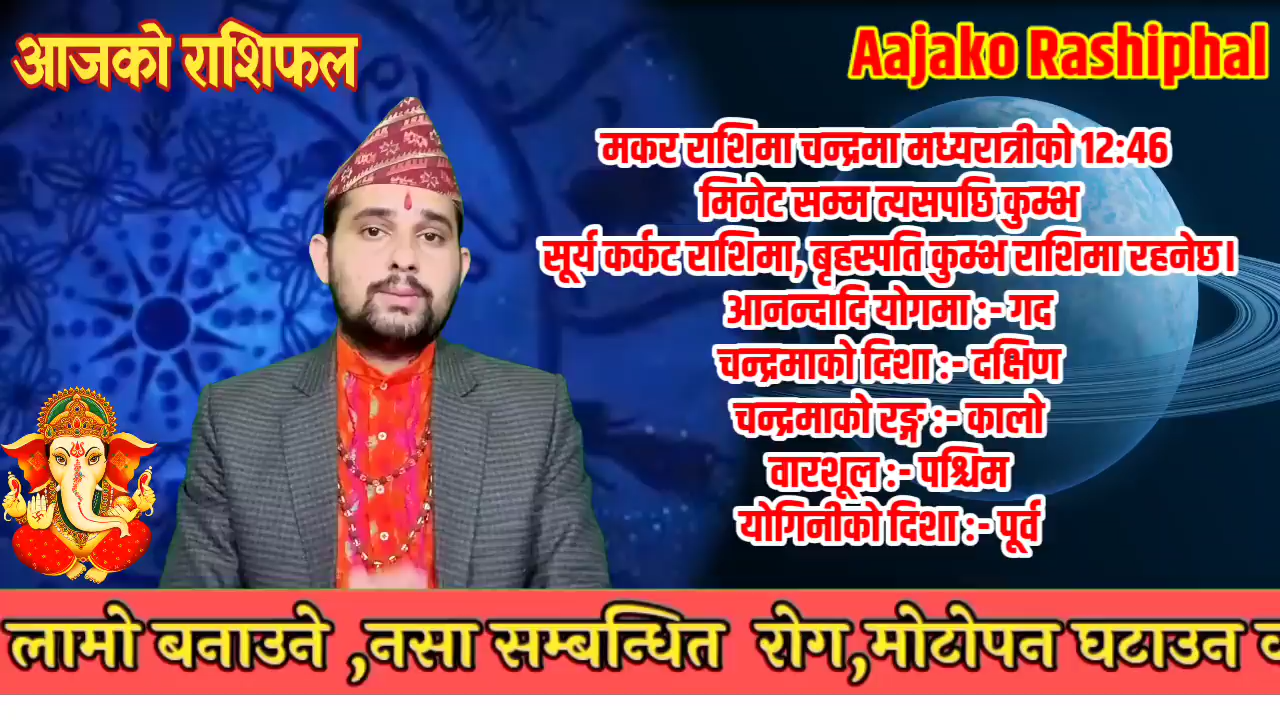 आजको राशिफल
Aajako Rashiphal
मकर राशिमा चन्द्रमा मध्यरात्रीको 12:46
मिनेट सम्म त्यसपछि कुम्भ
सूर्य कर्कट राशिमा, बृहस्पति कुम्भ राशिमा रहनेछ।
आनन्दादि योगमा :- गद
चन्द्रमाको दिशा :- दक्षिण
चन्द्रमाको रङ्ग :- कालो
वारशूल :- पश्चिम
योगिनीको दिशा :- पूर्व
लामो बनाउने ,नसा सम्बन्धित रोग,मोटोपन घटाउन